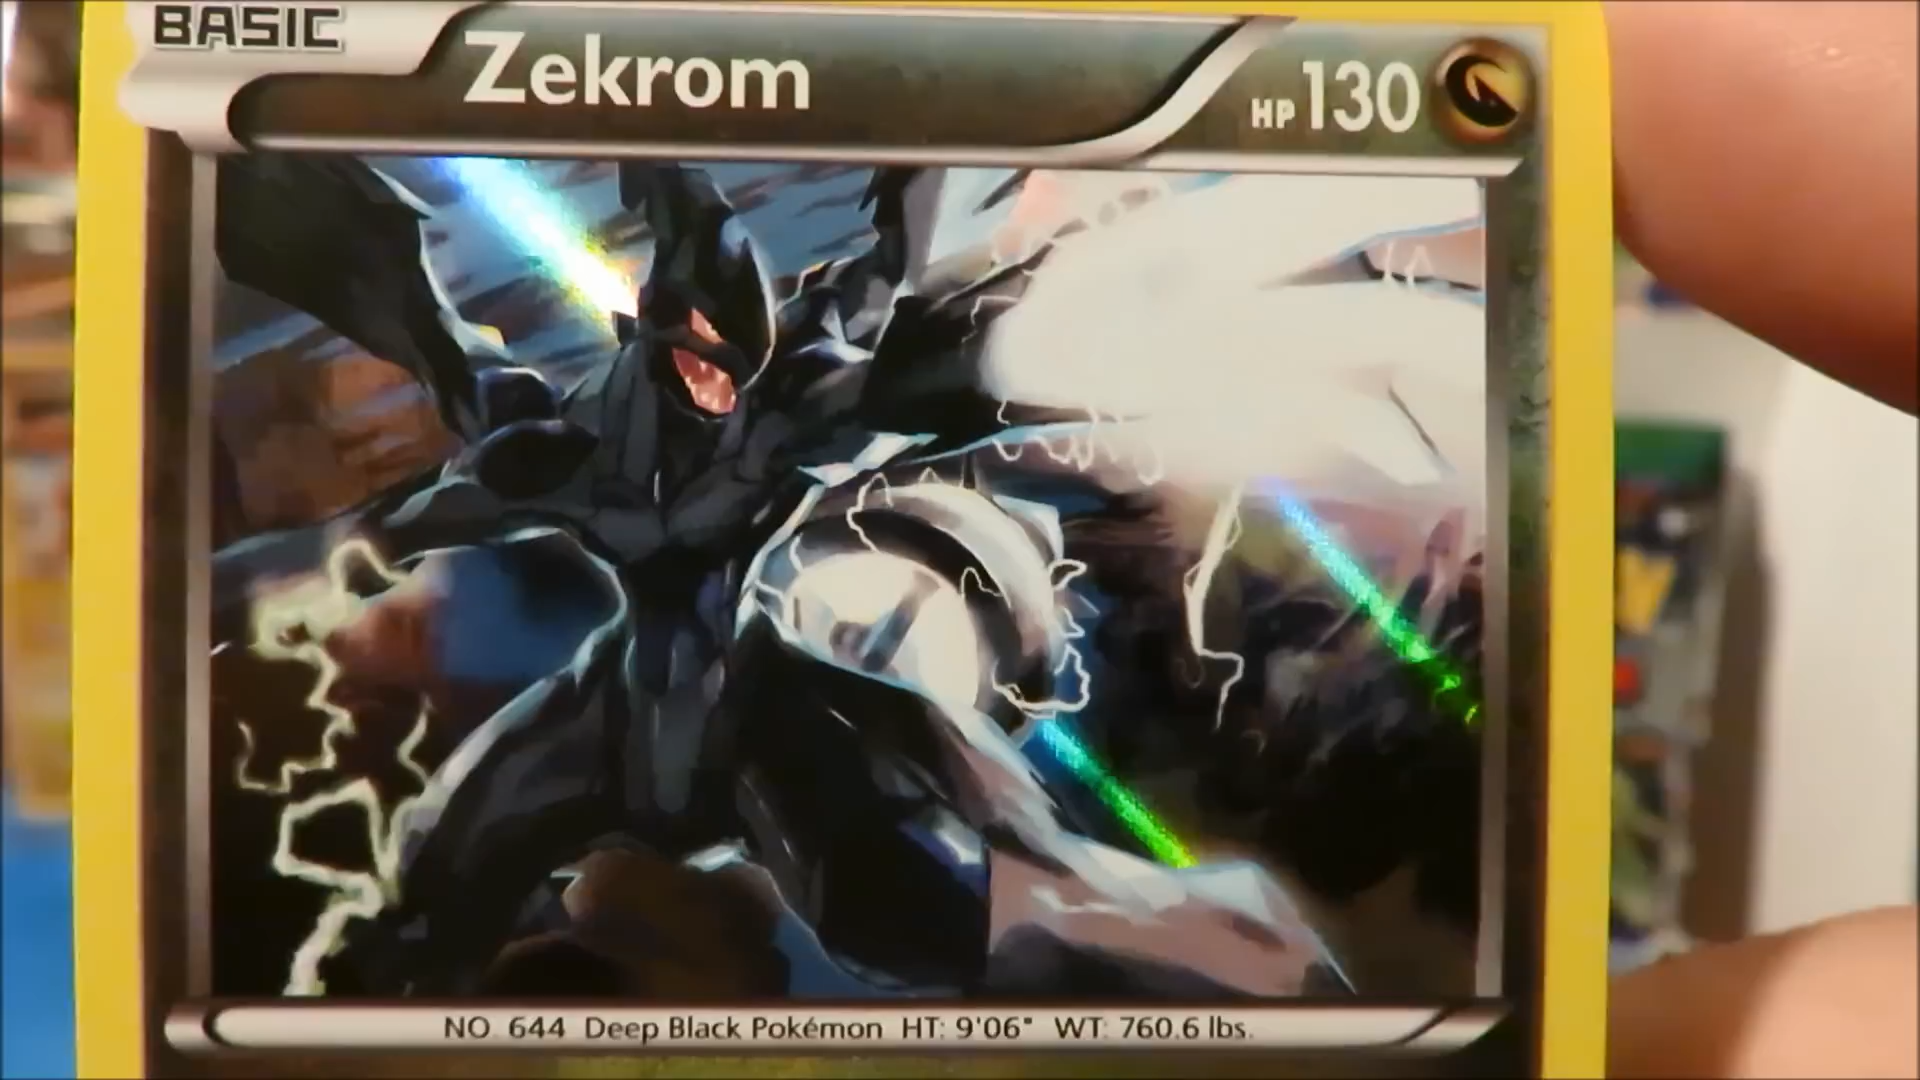 BASIC
Zekrom
HP 130
NO. 644 Deep Black Pokémon HT: 9'06" WT: 760.6 lbs.